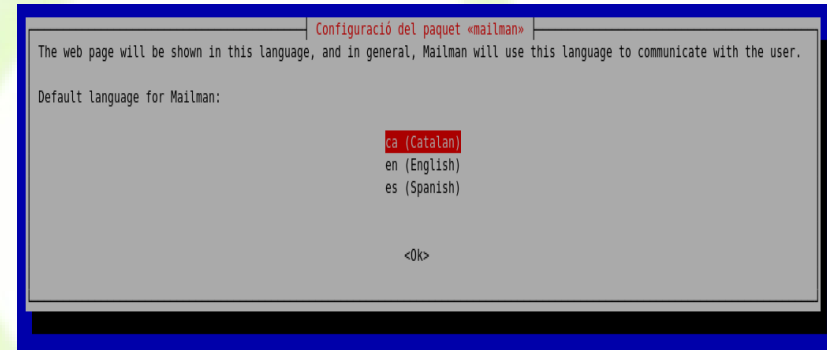 Configuració del paquet «mailman»
The web page will be shown in this language, and in general, Mailman will use this language to communicate with the user.
Default language for Mailman:
ca (Catalan)
en (English)
es (Spanish)
<Ok>